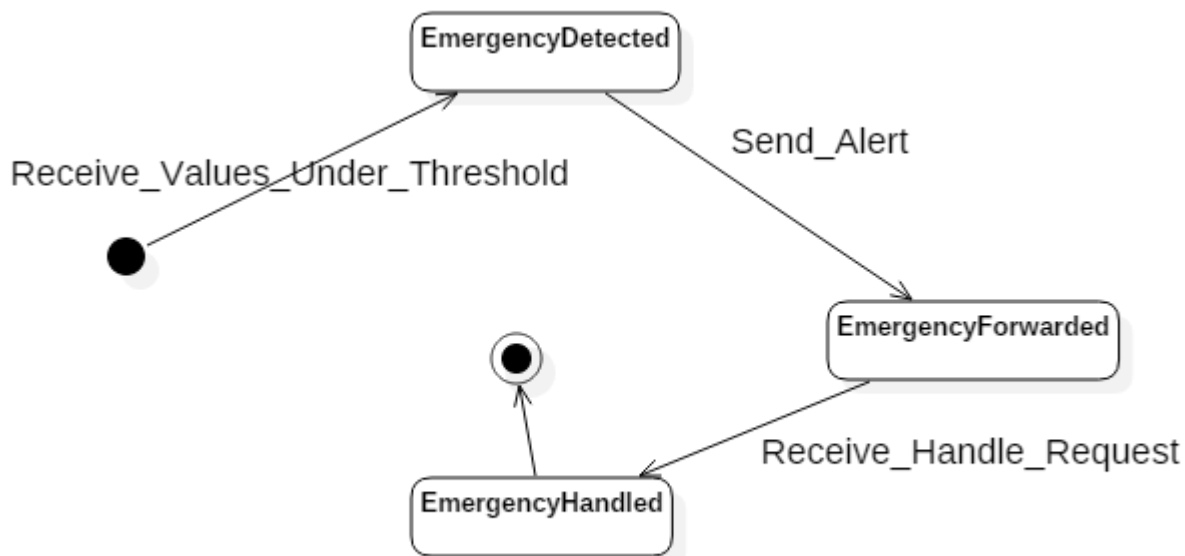 EmergencyDetected
Send_Alert
Receive_Values_Under_Threshold
EmergencyForwarded
Receive_Handle_Request
EmergencyHandled